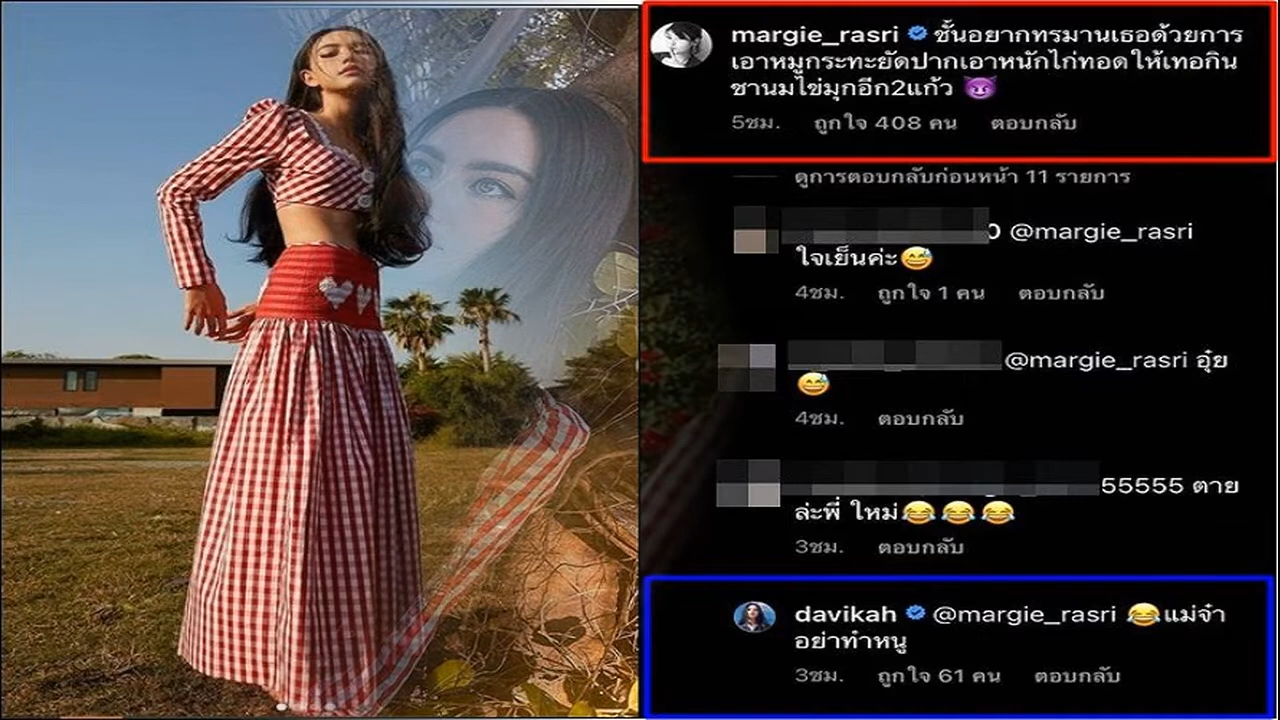 margie_rasri ชั้นอยากทรมานเธอด้วยการ
เอาหมูกระทะยัดปากเอาหนักไก่ทอดให้เทอกิน
ชานมไข่มุกอีก2แก้ว 😈
5ชม. ถูกใจ 408 คน ตอบกลับ
ดูการตอบกลับก่อนหน้า 11 รายการ
@margie_rasri
ใจเย็นค่ะ😅
4ชม. ถูกใจ 1 คน ตอบกลับ
@margie_rasri อุ๋ย
😅
4ชม. ตอบกลับ
55555 ตาย
ล่ะพี่ ใหม่😂😂😂
3ชม. ตอบกลับ
davikah @margie_rasri 😂แม่จ๋า
อย่าทำหนู
3ชม. ถูกใจ 61 คน ตอบกลับ